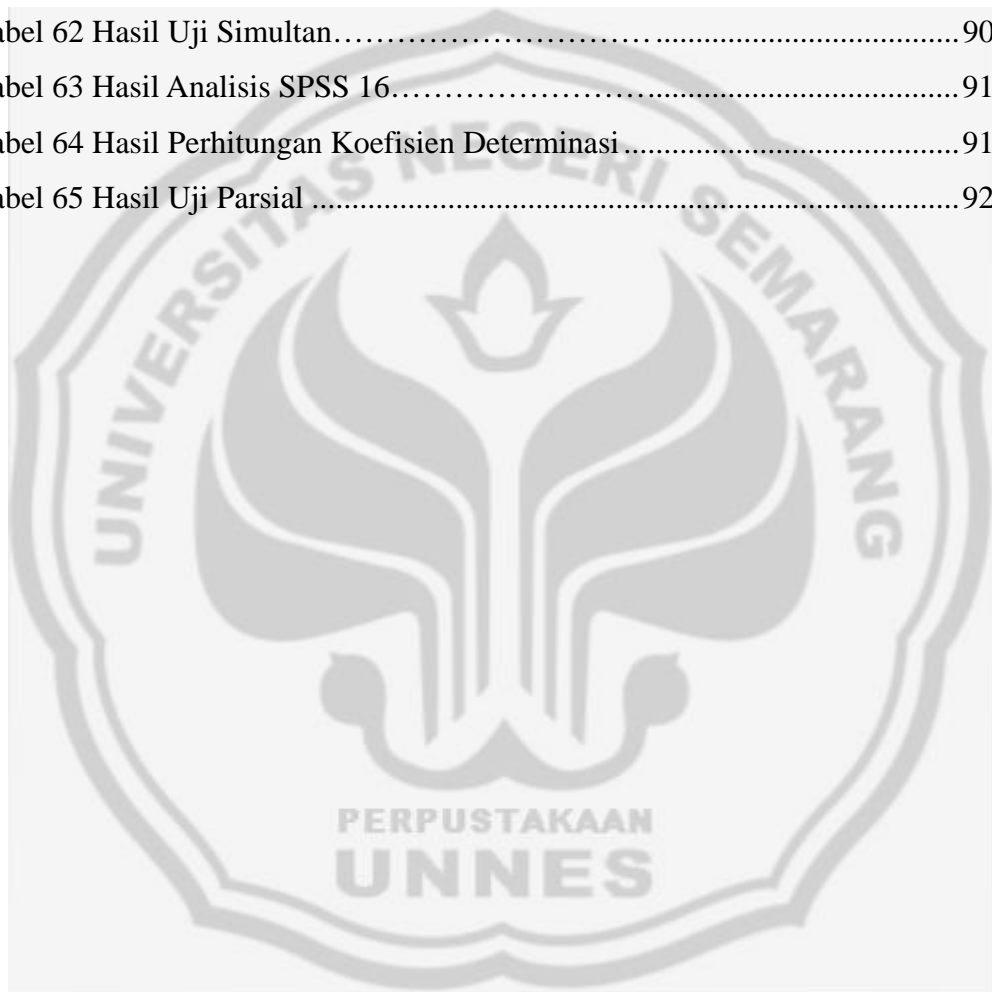 abel 62 Hasil Uji Simultan…………………………...................................90
abel 63 Hasil Analisis SPSS 16……………………...................................91
abel 64 Hasil Perhitungan Koefisien Determinasi ......................................91
abel 65 Hasil Uji Parsial ..............................................................................92
UNIVERSITAS NEGERI SEMARANG
PERPUSTAKAAN
UNNES